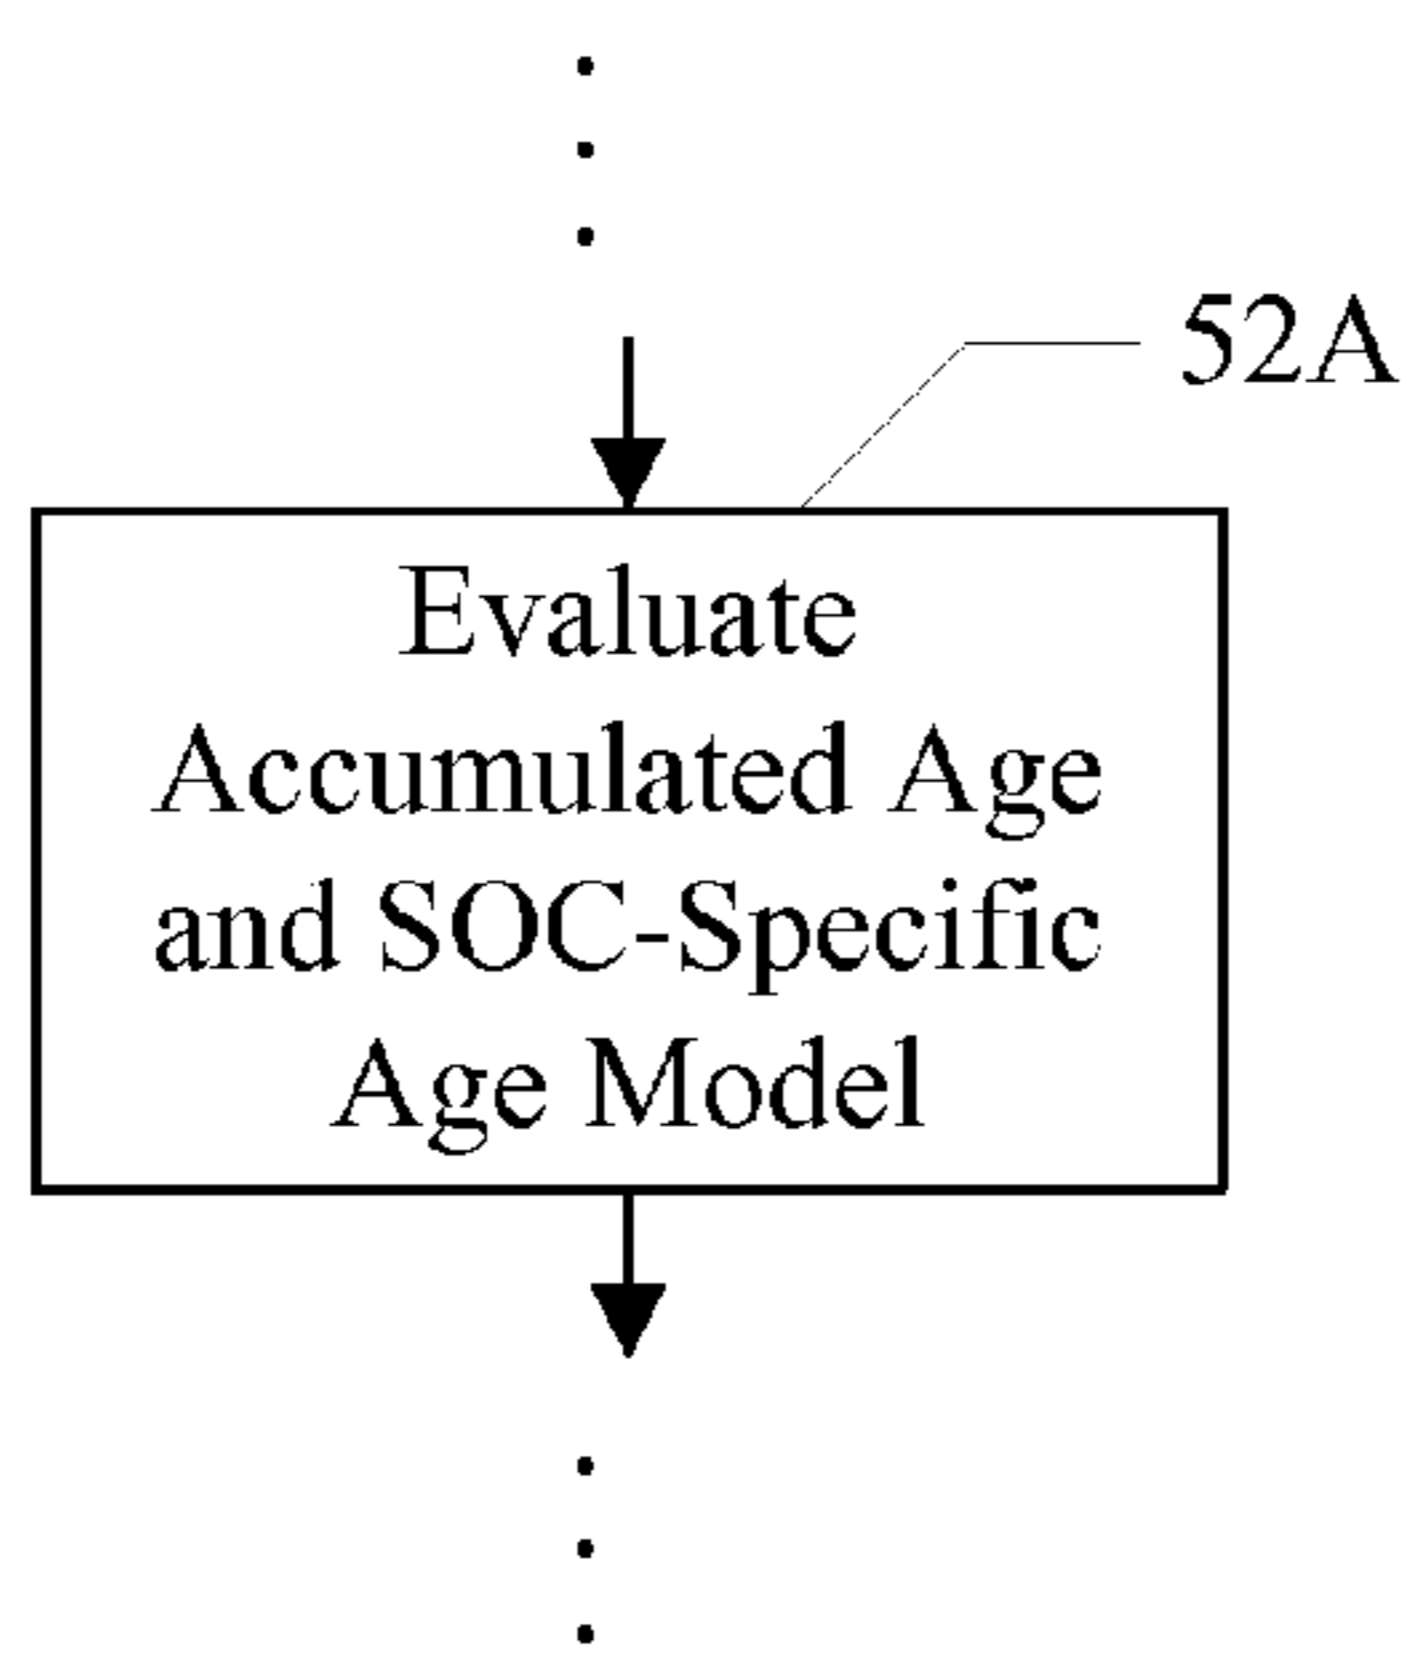 52A
Evaluate
Accumulated Age
and SOC-Specific
Age Model